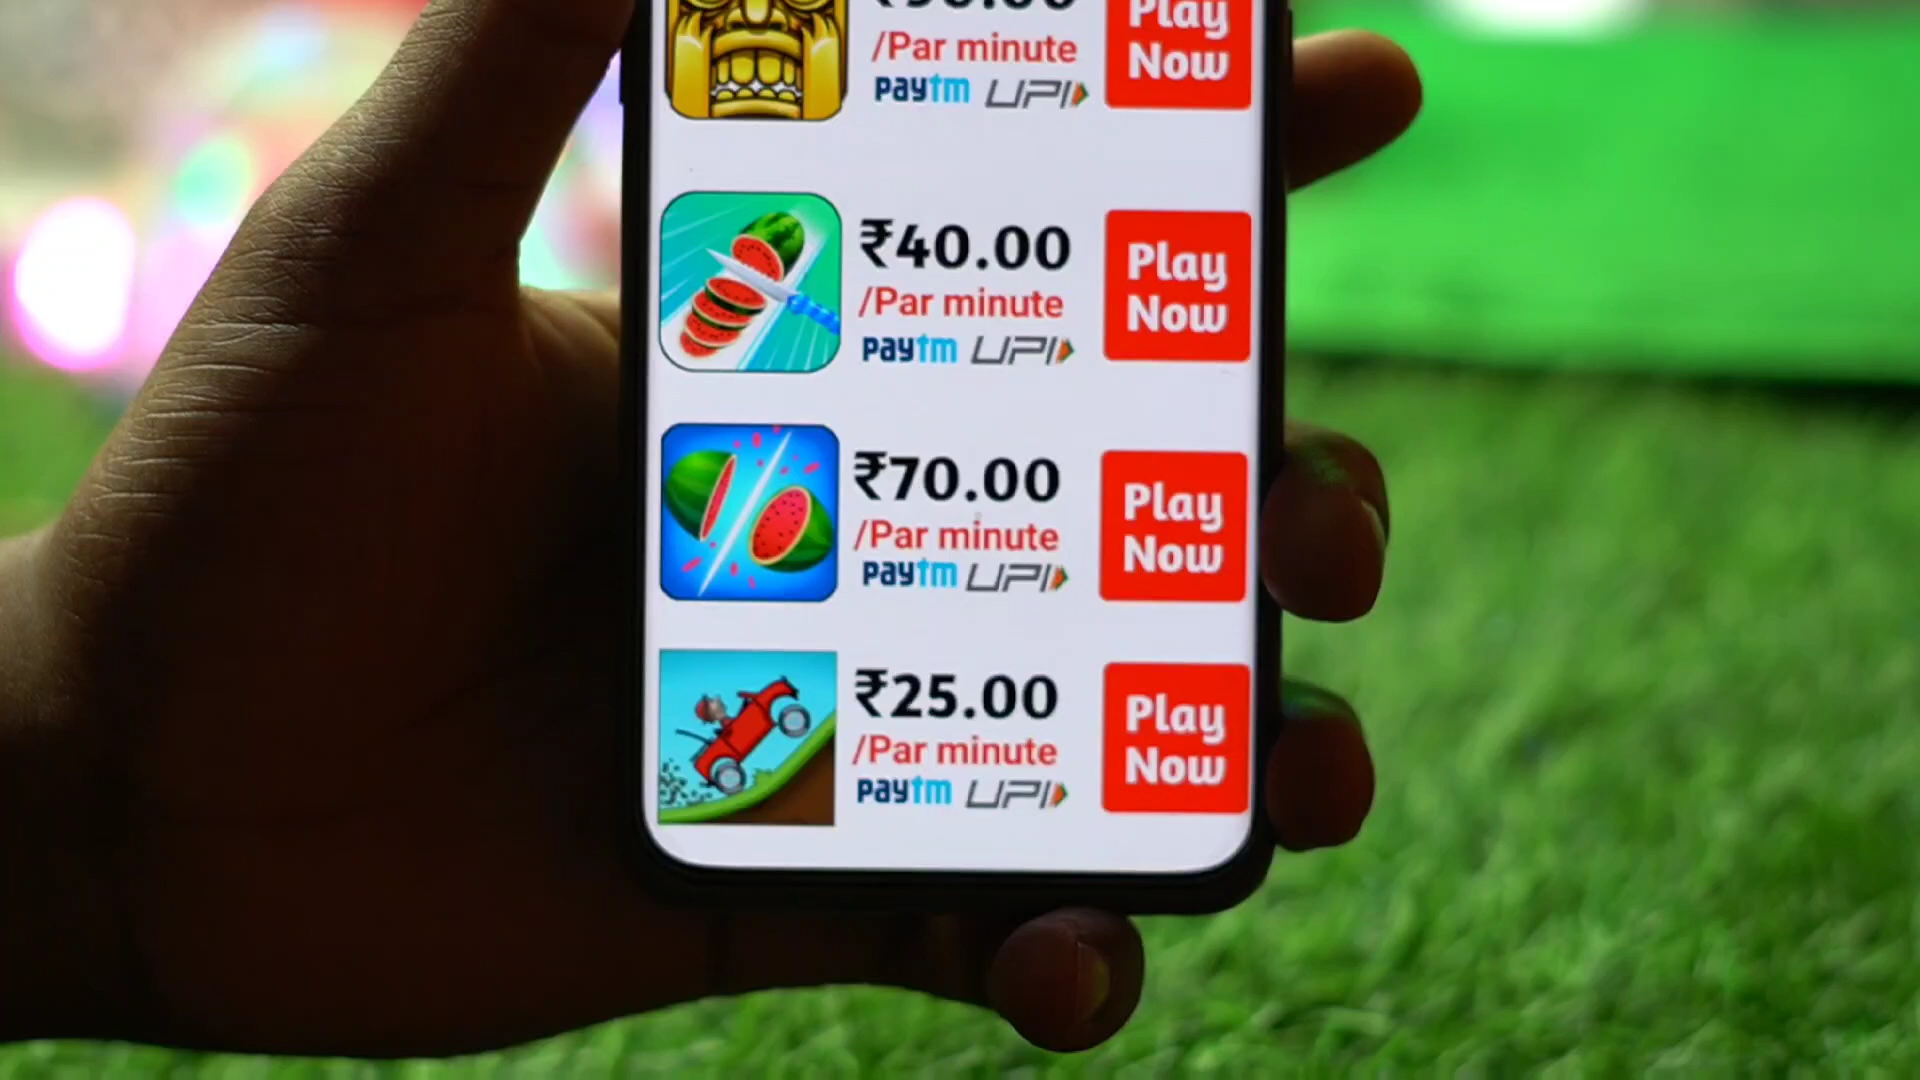 /Par minute
paytm UPI
Play
Now
₹40.00
/Par minute
paytm UPI
Play
Now
₹70.00
/Par minute
paytm UPI
Play
Now
₹25.00
/Par minute
paytm UPI
Play
Now